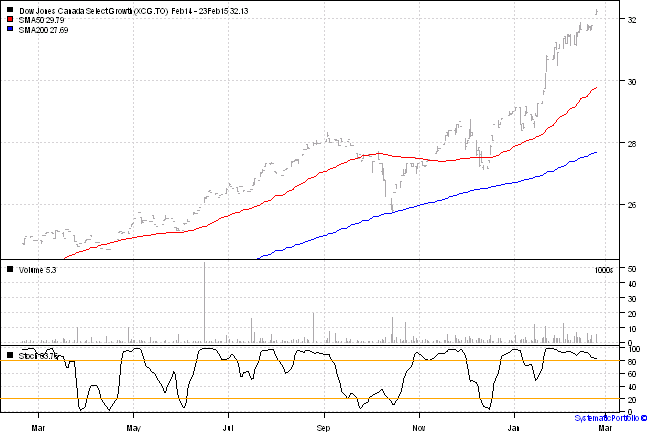 Dow Jones Canada Select Growth (XCG.TO) Feb14 - 23Feb15 32.13
SMA50 29.79
SMA200 27.69
32
30
28
26
Volume 5.3
1000s
50
40
30
20
10
0
100
80
60
40
20
0
Mar
May
Jul
Sep
Nov
Jan
Mar
SystematicPortfolio ©